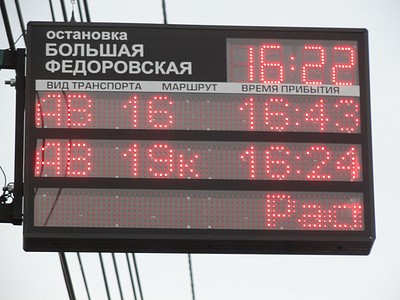 остановка
БОЛЬШАЯ
ФЕДОРОВСКАЯ
16:22
ВИД ТРАНСПОРТА МАРШРУТ ВРЕМЯ ПРИБЫТИЯ
АВ 16 16:43
АВ 19к 16:24
Рад